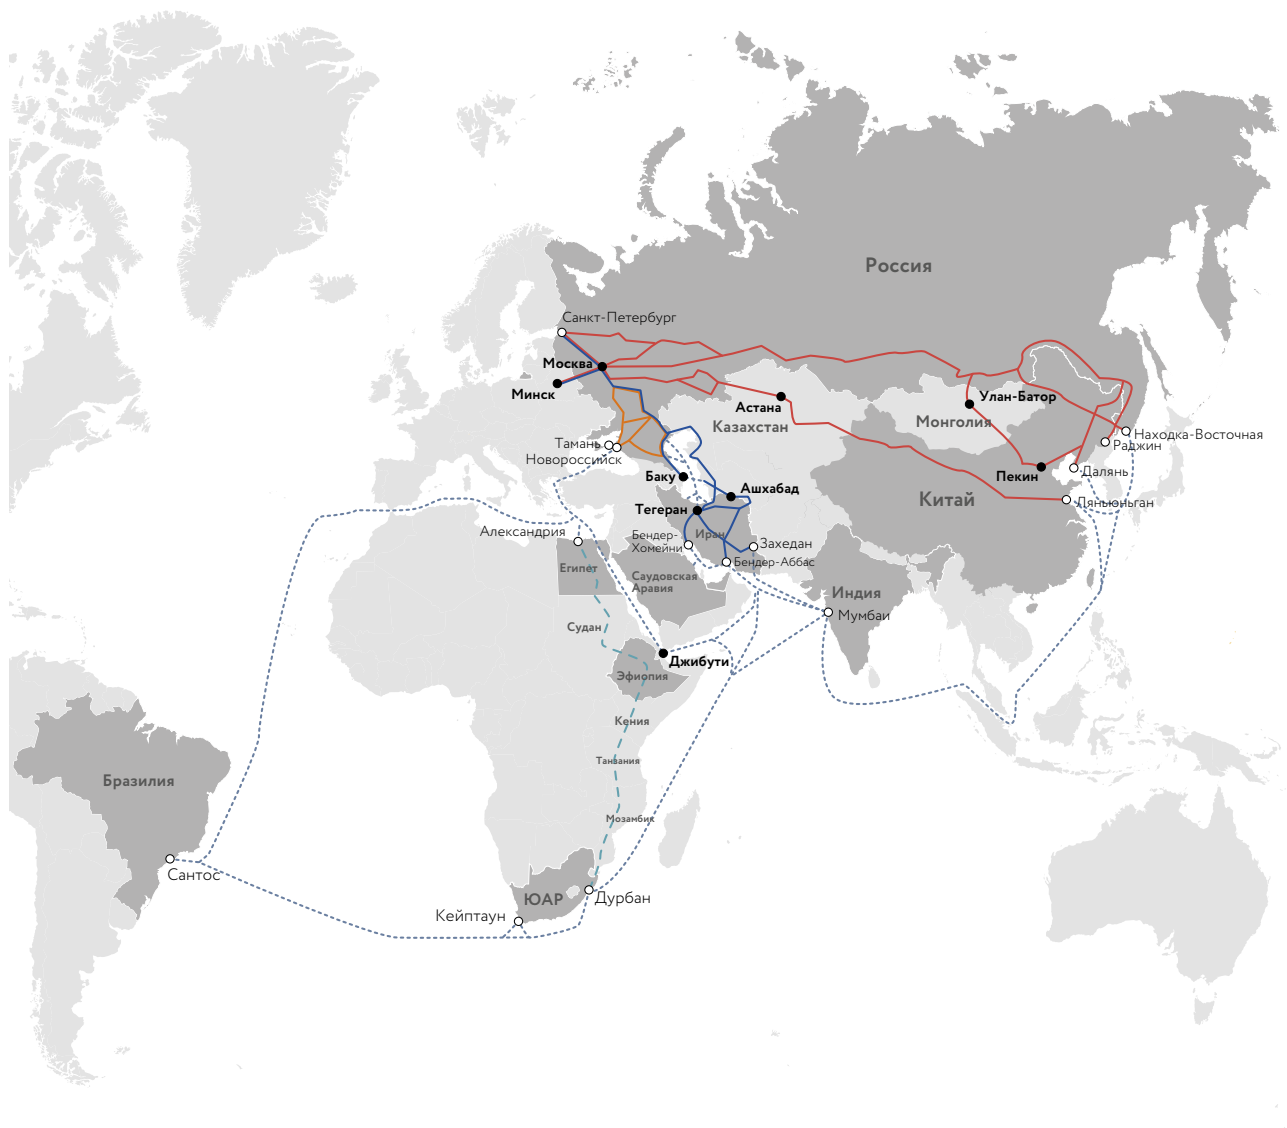 Россия
Санкт-Петербург
Москва
Минск
Улан-Батор
Астана
Монголия
Казахстан
Находка-Восточная
Тамань
Раджин
Новороссийск
Далянь
Баку
Пекин
Ашхабад
Китай
Ляньюньган
Тегеран
Александрия
Иран
Бендер-
Хомейни
Захедан
Бендер-Аббас
Египет
Саудовская
Аравия
Индия
Мумбаи
Судан
Джибути
Эфиопия
Кения
Танзания
Бразилия
Мозамбик
Сантос
ЮАР
Дурбан
Кейптаун